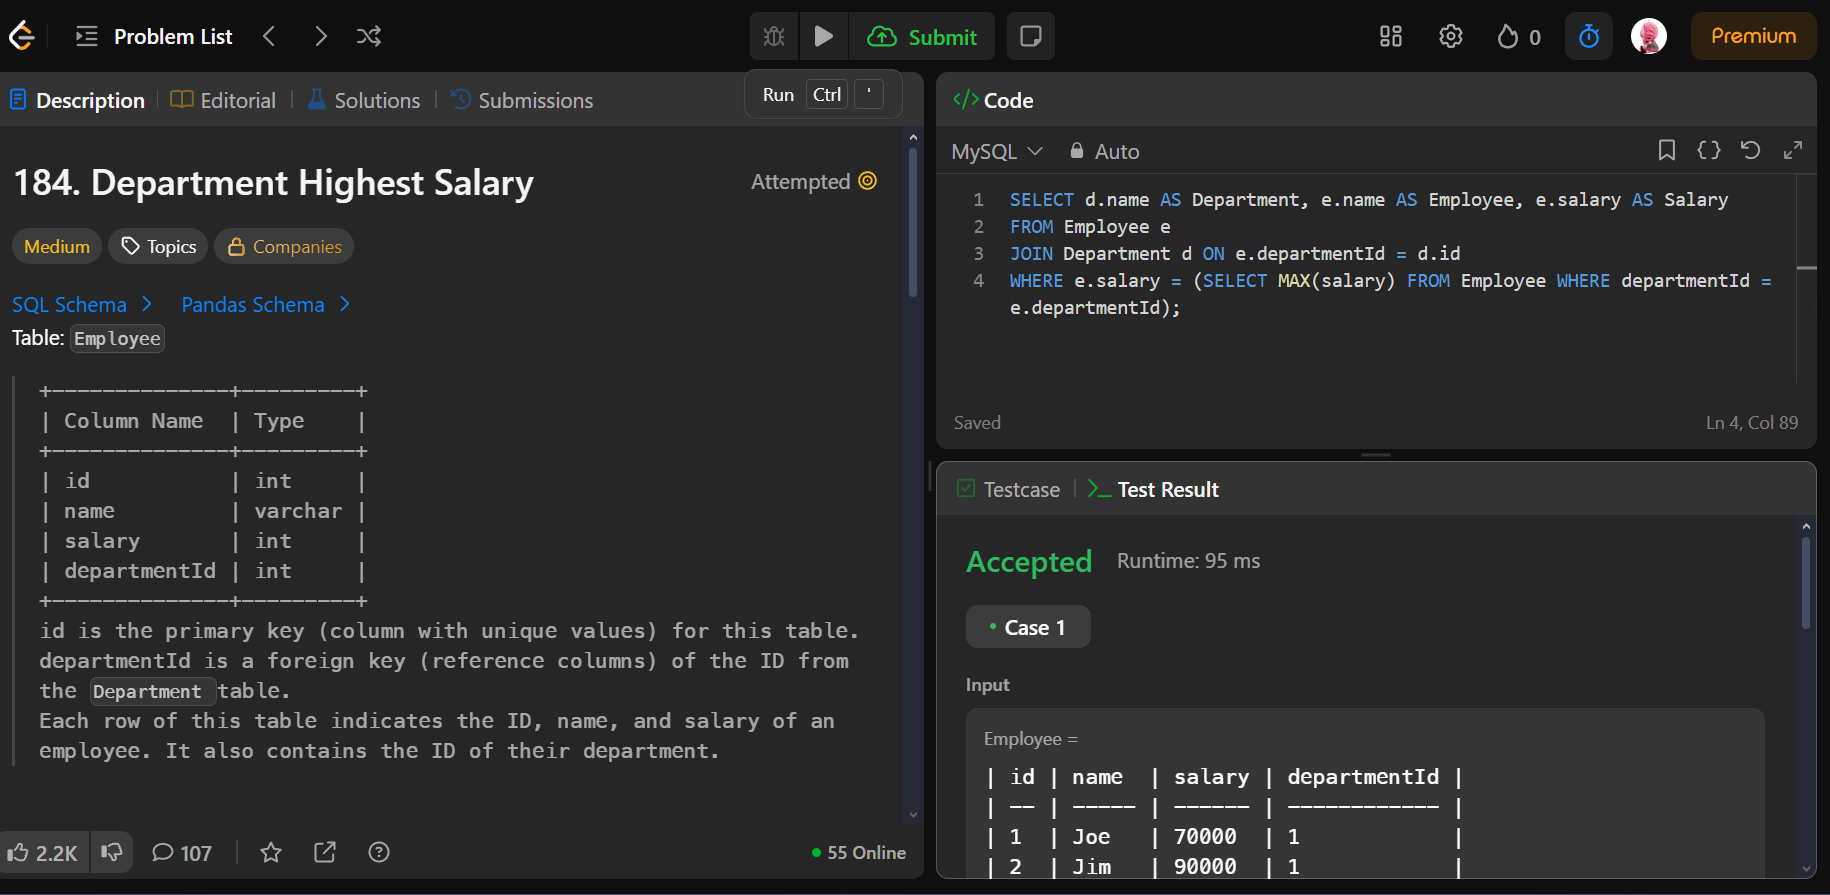 Problem List
Submit
0
Premium
Description
Editorial
Solutions
Submissions
Run Ctrl '
184. Department Highest Salary
Attempted
Medium
Topics
Companies
SQL Schema
Pandas Schema
Table: Employee
+--------------+---------+
| Column Name  | Type    |
+--------------+---------+
| id           | int     |
| name         | varchar |
| salary       | int     |
| departmentId | int     |
+--------------+---------+
id is the primary key (column with unique values) for this table.
departmentId is a foreign key (reference columns) of the ID from
the Department table.
Each row of this table indicates the ID, name, and salary of an
employee. It also contains the ID of their department.
2.2K
107
55 Online
</> Code
MySQL
Auto
1 SELECT d.name AS Department, e.name AS Employee, e.salary AS Salary
2 FROM Employee e
3 JOIN Department d ON e.departmentId = d.id
4 WHERE e.salary = (SELECT MAX(salary) FROM Employee WHERE departmentId =
e.departmentId);
Saved
Ln 4, Col 89
Testcase
>_ Test Result
Accepted
Runtime: 95 ms
• Case 1
Input
Employee =
| id | name  | salary | departmentId |
| -- | ----- | ------ | ------------ |
| 1  | Joe   | 70000  | 1            |
| 2  | Jim   | 90000  | 1            |